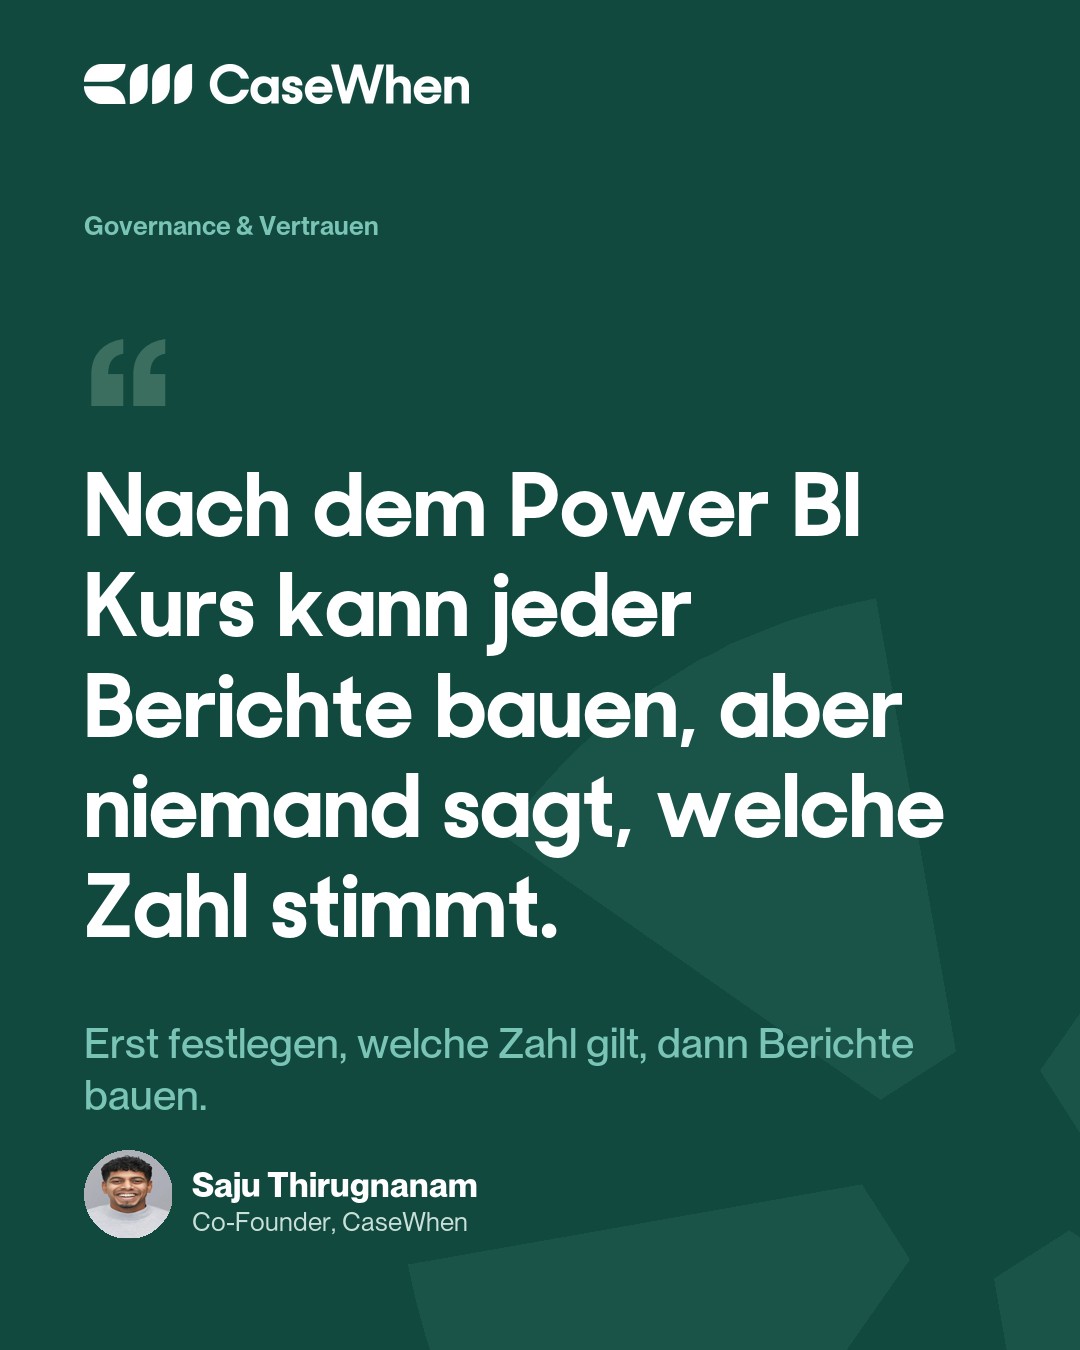 CaseWhen
Governance & Vertrauen
“
Nach dem Power BI
Kurs kann jeder
Berichte bauen, aber
niemand sagt, welche
Zahl stimmt.
Erst festlegen, welche Zahl gilt, dann Berichte
bauen.
Saju Thirugnanam
Co-Founder, CaseWhen